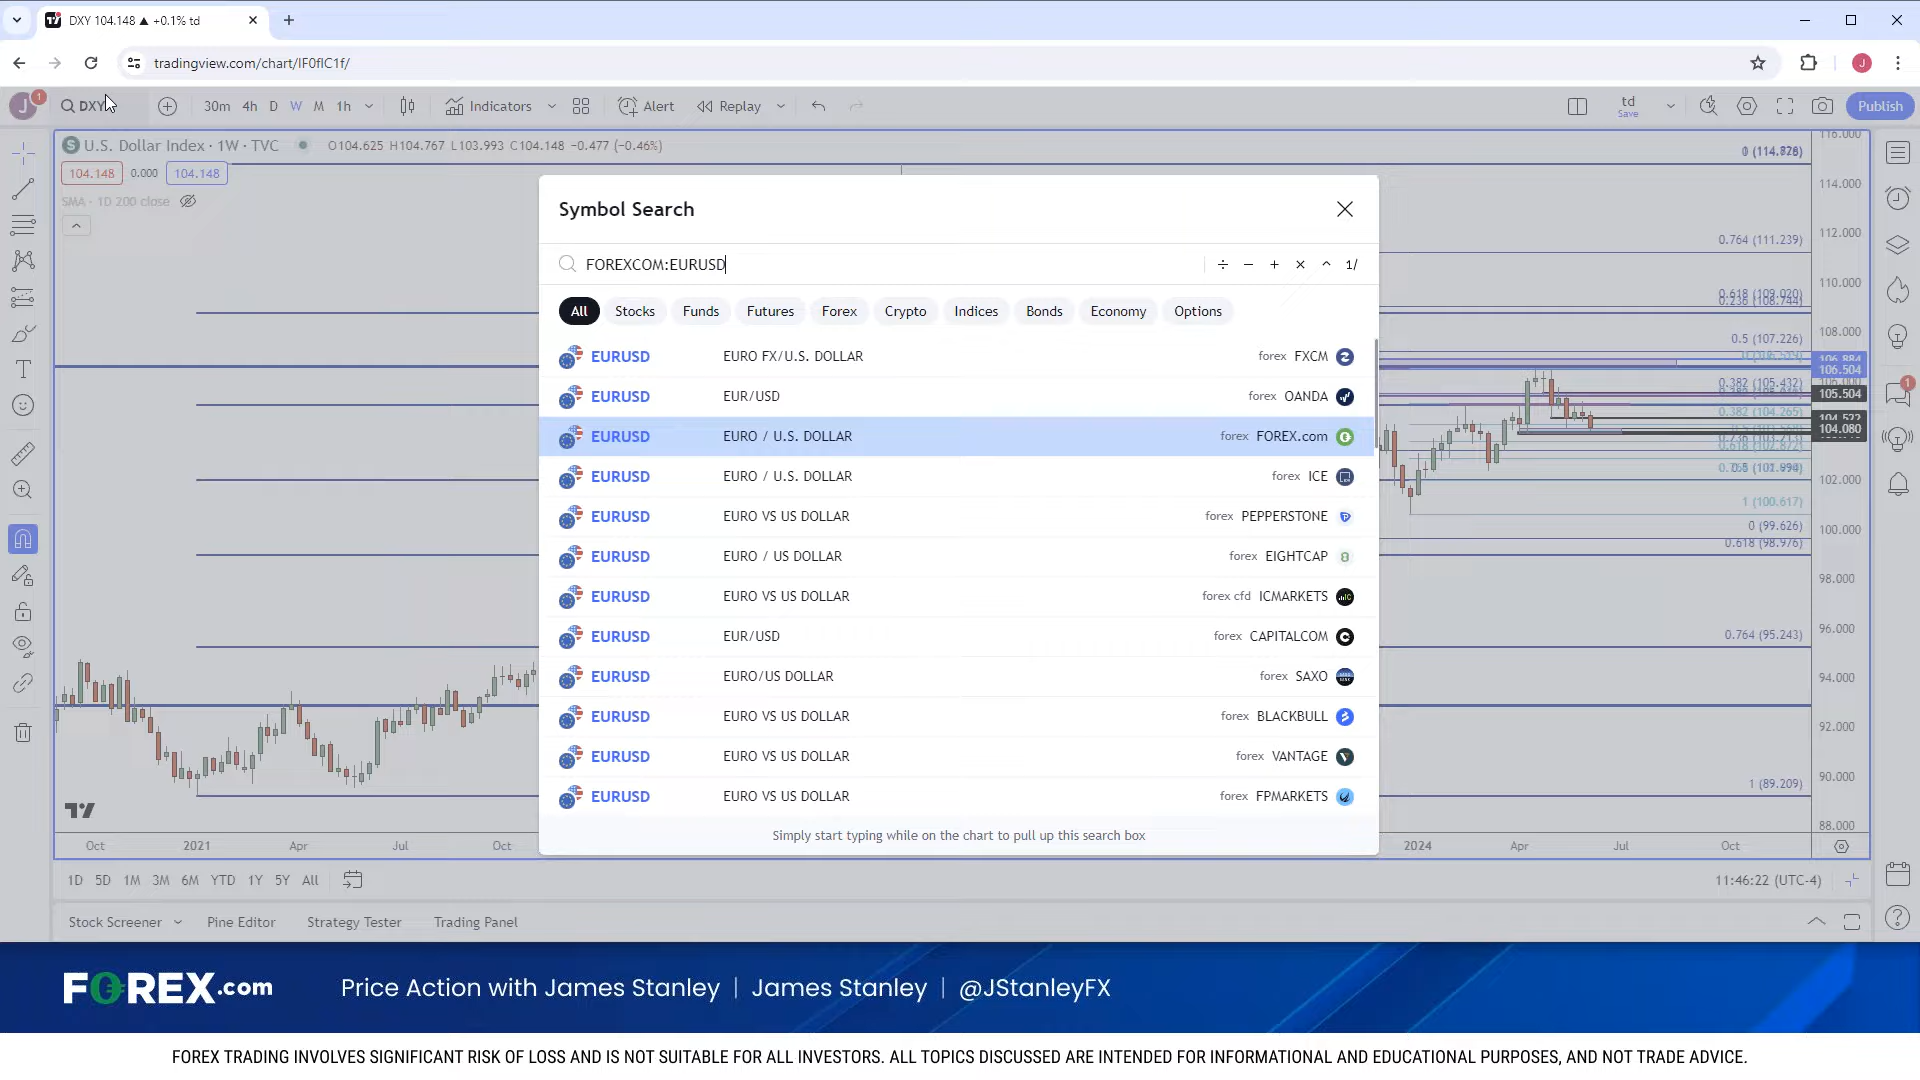 DXY 104.148 ▲ +0.1% td
tradingview.com/chart/IF0fIC1f/
J
J
1
DXY
30m 4h D W M 1h
Indicators
Alert
Replay
td
Save
Publish
U.S. Dollar Index · 1W · TVC
O104.625 H104.767 L103.993 C104.148 −0.477 (−0.46%)
104.148 0.000 104.148
SMA · 1D 200 close
Symbol Search
FOREXCOM:EURUSD
÷ − + × ^ 1/
All Stocks Funds Futures Forex Crypto Indices Bonds Economy Options
EURUSD EURO FX/U.S. DOLLAR forex FXCM
EURUSD EUR/USD forex OANDA
EURUSD EURO / U.S. DOLLAR forex FOREX.com
EURUSD EURO / U.S. DOLLAR forex ICE
EURUSD EURO VS US DOLLAR forex PEPPERSTONE
EURUSD EURO / US DOLLAR forex EIGHTCAP
EURUSD EURO VS US DOLLAR forex cfd ICMARKETS
EURUSD EUR/USD forex CAPITALCOM
EURUSD EURO/US DOLLAR forex SAXO
EURUSD EURO VS US DOLLAR forex BLACKBULL
EURUSD EURO VS US DOLLAR forex VANTAGE
EURUSD EURO VS US DOLLAR forex FPMARKETS
Simply start typing while on the chart to pull up this search box
0.764 (111.239)
0.5 (107.226)
0.382 (105.432)
0.382 (104.265)
1 (100.617)
0 (99.626)
0.618 (98.976)
0.764 (95.243)
1 (89.209)
116.000
114.000
112.000
110.000
108.000
106.504
105.504
104.080
102.000
100.000
98.000
96.000
94.000
92.000
90.000
88.000
1
Oct 2021 Apr Jul Oct 2024 Apr Jul Oct
1D 5D 1M 3M 6M YTD 1Y 5Y All
11:46:22 (UTC-4)
Stock Screener Pine Editor Strategy Tester Trading Panel
FOREX.com
Price Action with James Stanley | James Stanley | @JStanleyFX
FOREX TRADING INVOLVES SIGNIFICANT RISK OF LOSS AND IS NOT SUITABLE FOR ALL INVESTORS. ALL TOPICS DISCUSSED ARE INTENDED FOR INFORMATIONAL AND EDUCATIONAL PURPOSES, AND NOT TRADE ADVICE.